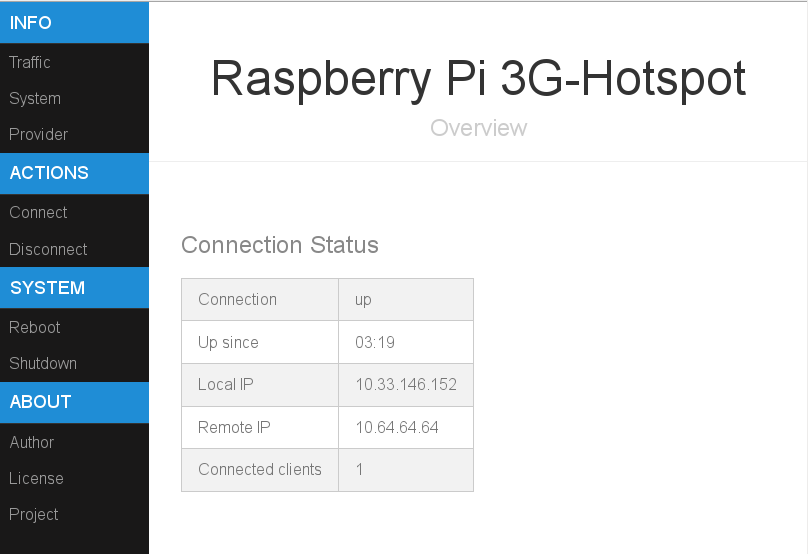 INFO
Traffic
System
Provider
ACTIONS
Connect
Disconnect
SYSTEM
Reboot
Shutdown
ABOUT
Author
License
Project
Raspberry Pi 3G-Hotspot
Overview
Connection Status
Connection up
Up since 03:19
Local IP 10.33.146.152
Remote IP 10.64.64.64
Connected clients 1